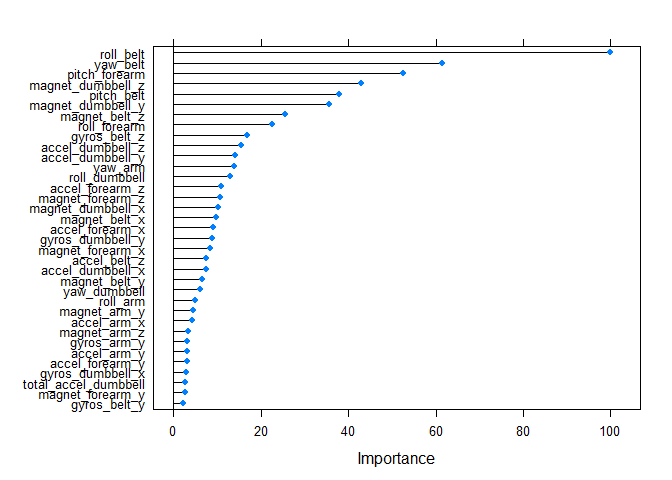 roll_belt
yaw_belt
pitch_forearm
magnet_dumbbell_z
pitch_belt
magnet_dumbbell_y
magnet_belt_z
roll_forearm
gyros_belt_z
accel_dumbbell_z
accel_dumbbell_y
yaw_arm
roll_dumbbell
accel_forearm_z
magnet_forearm_z
magnet_dumbbell_x
magnet_belt_x
accel_forearm_x
gyros_dumbbell_y
magnet_forearm_x
accel_belt_z
accel_dumbbell_x
magnet_belt_y
yaw_dumbbell
roll_arm
magnet_arm_y
accel_arm_x
magnet_arm_z
gyros_arm_y
accel_arm_y
accel_forearm_y
gyros_dumbbell_x
total_accel_dumbbell
magnet_forearm_y
gyros_belt_y
0 20 40 60 80 100
Importance